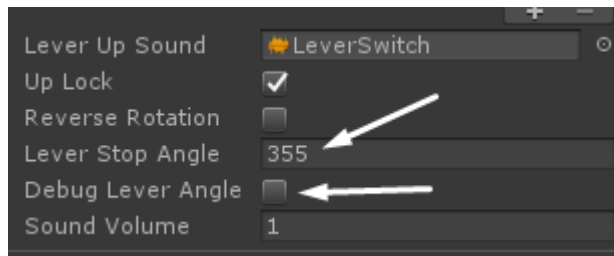 Lever Up Sound LeverSwitch
Up Lock
Reverse Rotation
Lever Stop Angle 355
Debug Lever Angle
Sound Volume 1